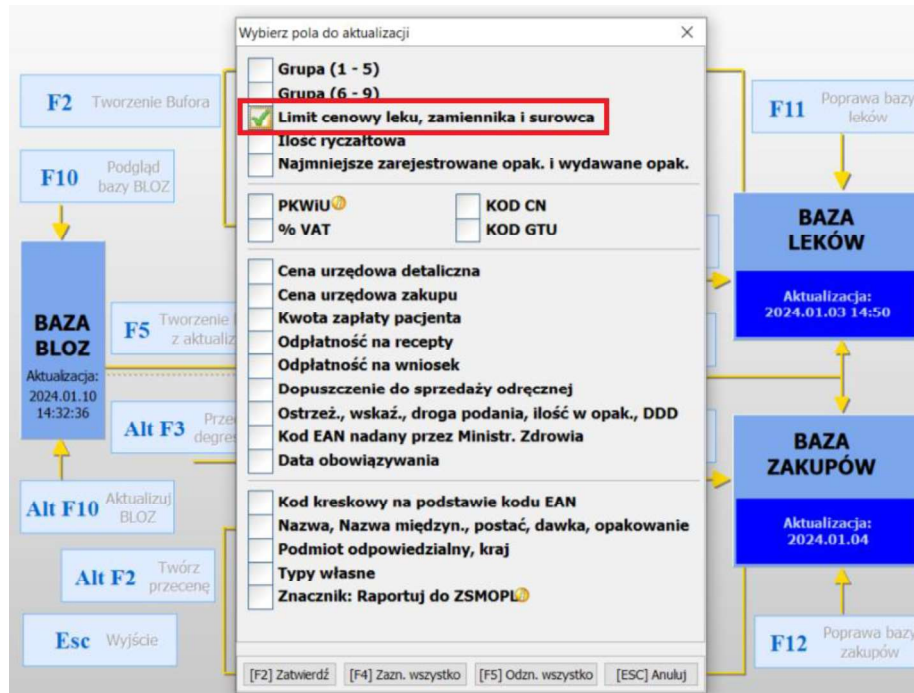 Wybierz pola do aktualizacji
Grupa (1 - 5)
Grupa (6 - 9)
Limit cenowy leku, zamiennika i surowca
Ilość ryczałtowa
Najmniejsze zarejestrowane opak. i wydawane opak.
PKWiU
KOD CN
% VAT
KOD GTU
Cena urzędowa detaliczna
Cena urzędowa zakupu
Kwota zapłaty pacjenta
Odpłatność na recepty
Odpłatność na wniosek
Dopuszczenie do sprzedaży odręcznej
Ostrzeż., wskaź., droga podania, ilość w opak., DDD
Kod EAN nadany przez Ministr. Zdrowia
Data obowiązywania
Kod kreskowy na podstawie kodu EAN
Nazwa, Nazwa międzyn., postać, dawka, opakowanie
Podmiot odpowiedzialny, kraj
Typy własne
Znacznik: Raportuj do ZSMOPL
[F2] Zatwierdź [F4] Zazn. wszystko [F5] Odzn. wszystko [ESC] Anuluj
F2 Tworzenie Bufora
F10 Podgląd
bazy BLOZ
BAZA
BLOZ
Aktualizacja:
2024.01.10
14:32:36
F5 Tworzenie
z aktualiz
Alt F3 Prze
degre
Alt F10 Aktualizuj
BLOZ
Alt F2 Twórz
przecenę
Esc Wyjście
F11 Poprawa bazy
leków
BAZA
LEKÓW
Aktualizacja:
2024.01.03 14:50
BAZA
ZAKUPÓW
Aktualizacja:
2024.01.04
F12 Poprawa bazy
zakupów